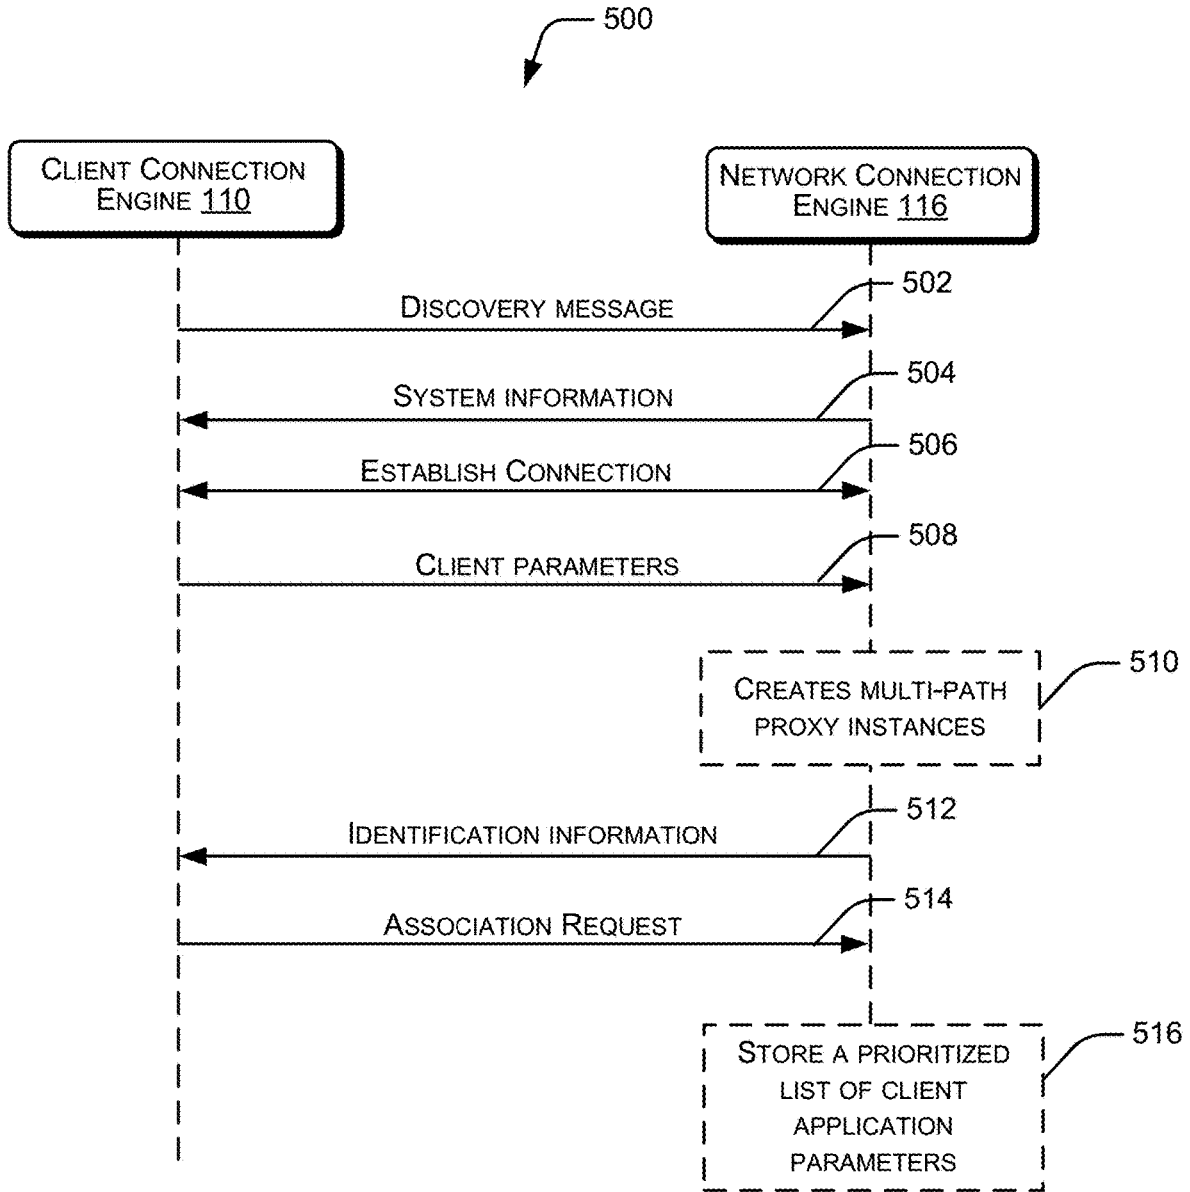 500
CLIENT CONNECTION
ENGINE 110
NETWORK CONNECTION
ENGINE 116
502
DISCOVERY MESSAGE
504
SYSTEM INFORMATION
506
ESTABLISH CONNECTION
508
CLIENT PARAMETERS
510
CREATES MULTI-PATH
PROXY INSTANCES
512
IDENTIFICATION INFORMATION
514
ASSOCIATION REQUEST
516
STORE A PRIORITIZED
LIST OF CLIENT
APPLICATION
PARAMETERS